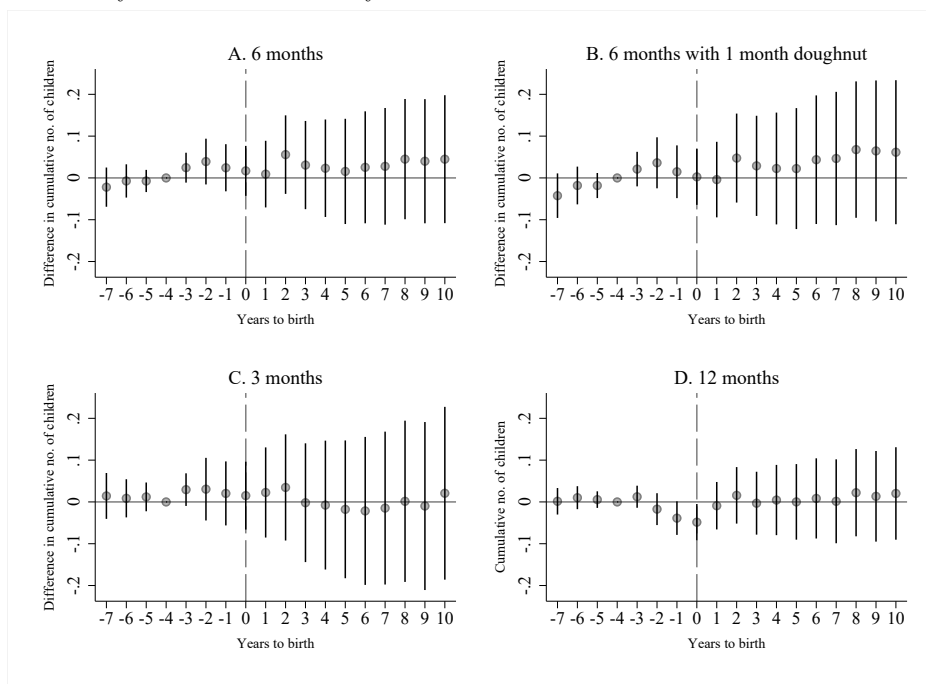 A. 6 months
Difference in cumulative no. of children
.2
.1
0
-.1
-.2
-7 -6 -5 -4 -3 -2 -1 0 1 2 3 4 5 6 7 8 9 10
Years to birth
B. 6 months with 1 month doughnut
Difference in cumulative no. of children
.2
.1
0
-.1
-.2
-7 -6 -5 -4 -3 -2 -1 0 1 2 3 4 5 6 7 8 9 10
Years to birth
C. 3 months
Difference in cumulative no. of children
.2
.1
0
-.1
-.2
-7 -6 -5 -4 -3 -2 -1 0 1 2 3 4 5 6 7 8 9 10
Years to birth
D. 12 months
Cumulative no. of children
.2
.1
0
-.1
-.2
-7 -6 -5 -4 -3 -2 -1 0 1 2 3 4 5 6 7 8 9 10
Years to birth